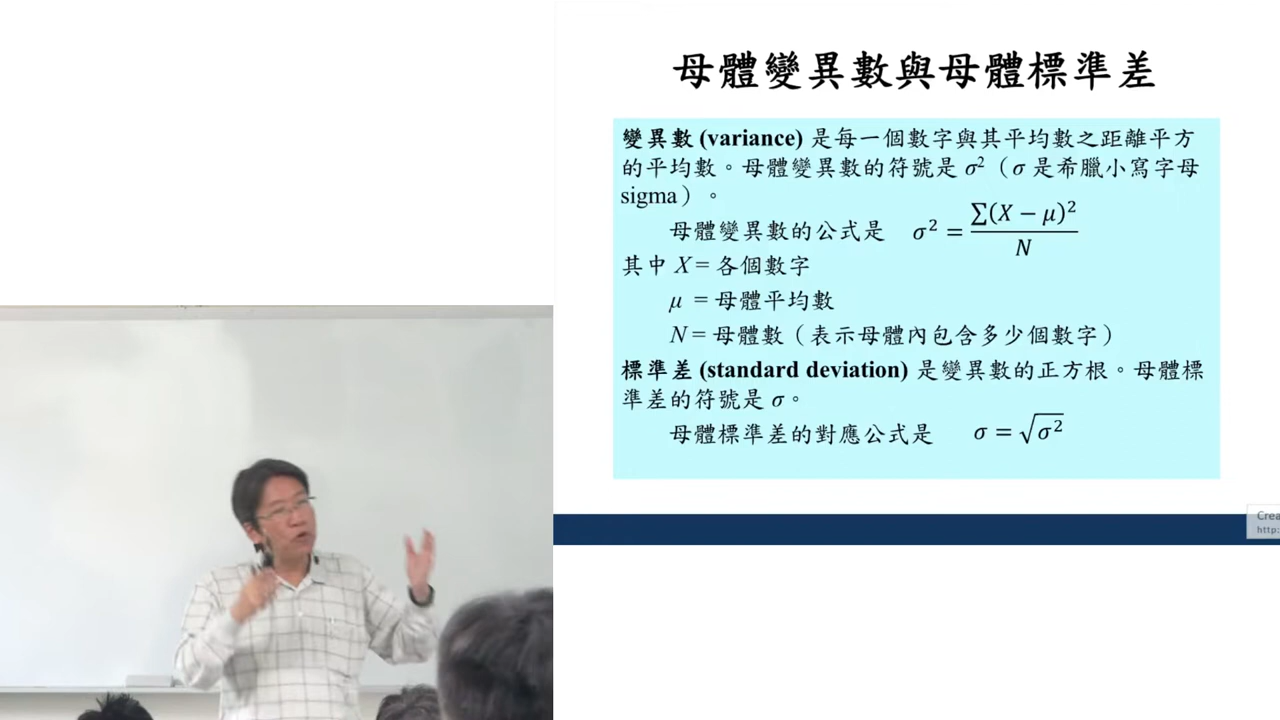 母體變異數與母體標準差
變異數 (variance) 是每一個數字與其平均數之距離平方
的平均數。母體變異數的符號是 σ²（σ 是希臘小寫字母
sigma）。
母體變異數的公式是 σ² = ∑(X − μ)² / N
其中 X = 各個數字
μ = 母體平均數
N = 母體數（表示母體內包含多少個數字）
標準差 (standard deviation) 是變異數的正方根。母體標
準差的符號是 σ。
母體標準差的對應公式是 σ = √σ²